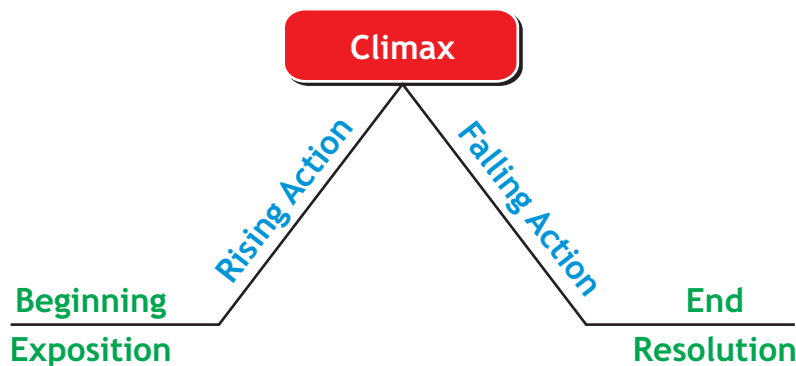 Climax
Rising Action
Falling Action
Beginning
Exposition
End
Resolution